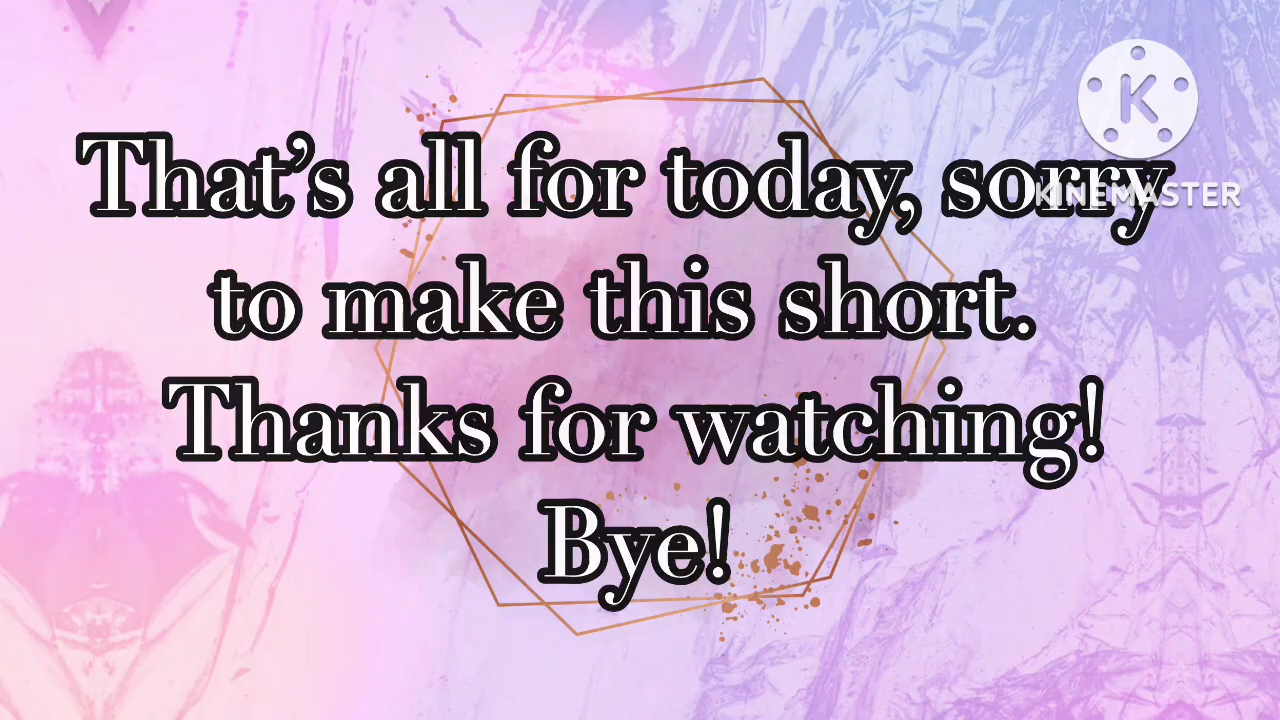 K
KINEMASTER
That’s all for today, sorry
to make this short.
Thanks for watching!
Bye!